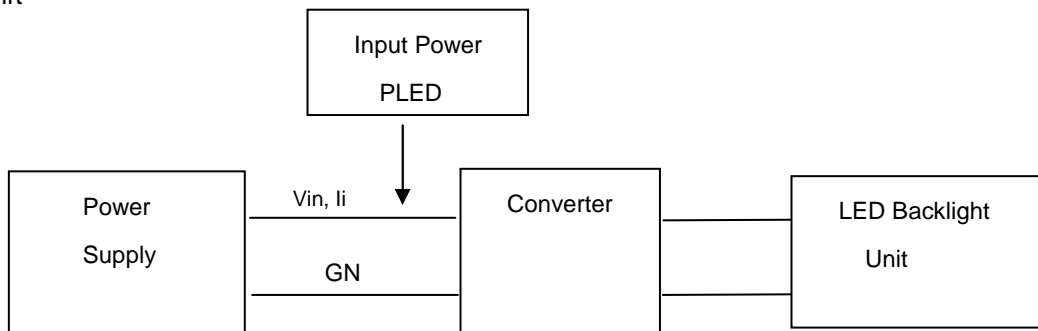 Input Power
PLED
Vin, Ii
Power
Supply
GN
Converter
LED Backlight
Unit